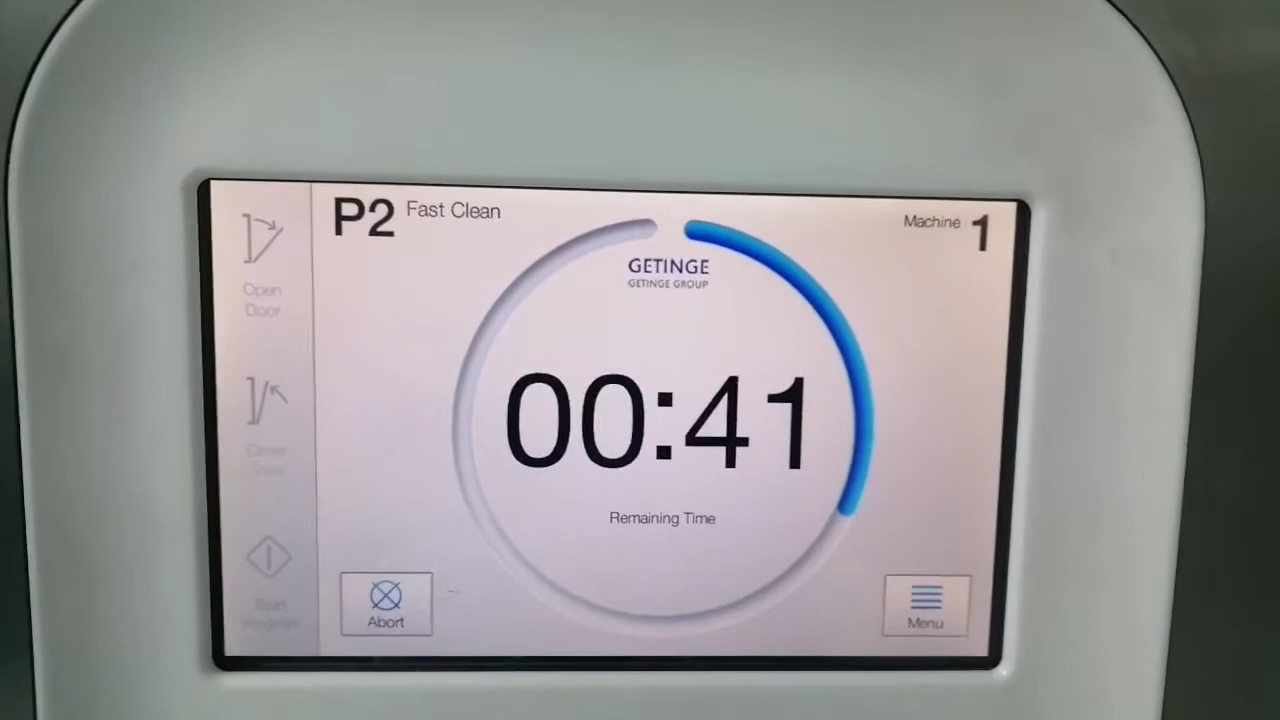 P2 Fast Clean
Machine 1
GETINGE
GETINGE GROUP
Open
Door
00:41
Close
Door
Remaining Time
Start
Abort
Menu